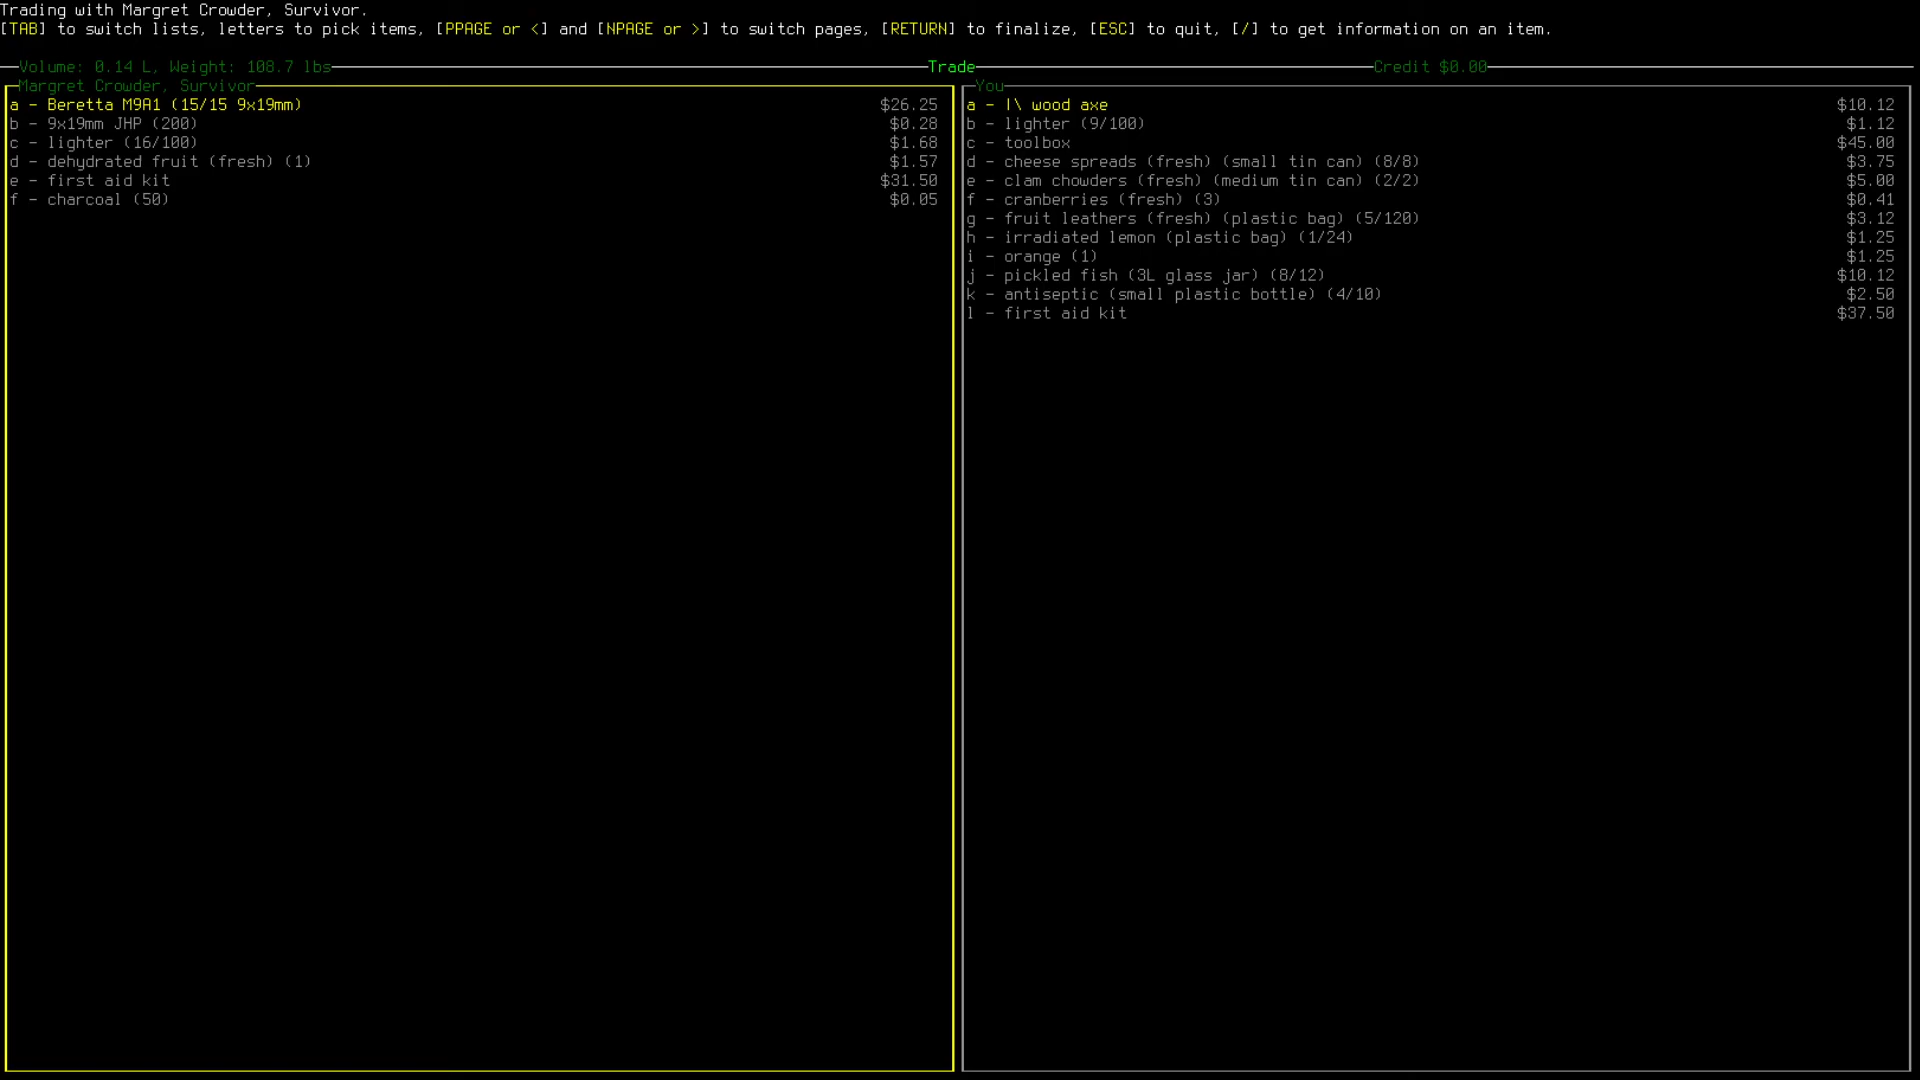 Trading with Margret Crowder, Survivor.
[TAB] to switch lists, letters to pick items, [PPAGE or <] and [NPAGE or >] to switch pages, [RETURN] to finalize, [ESC] to quit, [/] to get information on an item.
Volume: 0.14 L, Weight: 108.7 lbs Trade Credit $0.00
Margret Crowder, Survivor
a - Beretta M9A1 (15/15 9x19mm) $26.25
b - 9x19mm JHP (200) $0.28
c - lighter (16/100) $1.68
d - dehydrated fruit (fresh) (1) $1.57
e - first aid kit $31.50
f - charcoal (50) $0.05
You
a - |\ wood axe $10.12
b - lighter (9/100) $1.12
c - toolbox $45.00
d - cheese spreads (fresh) (small tin can) (8/8) $3.75
e - clam chowders (fresh) (medium tin can) (2/2) $5.00
f - cranberries (fresh) (3) $0.41
g - fruit leathers (fresh) (plastic bag) (5/120) $3.12
h - irradiated lemon (plastic bag) (1/24) $1.25
i - orange (1) $1.25
j - pickled fish (3L glass jar) (8/12) $10.12
k - antiseptic (small plastic bottle) (4/10) $2.50
l - first aid kit $37.50